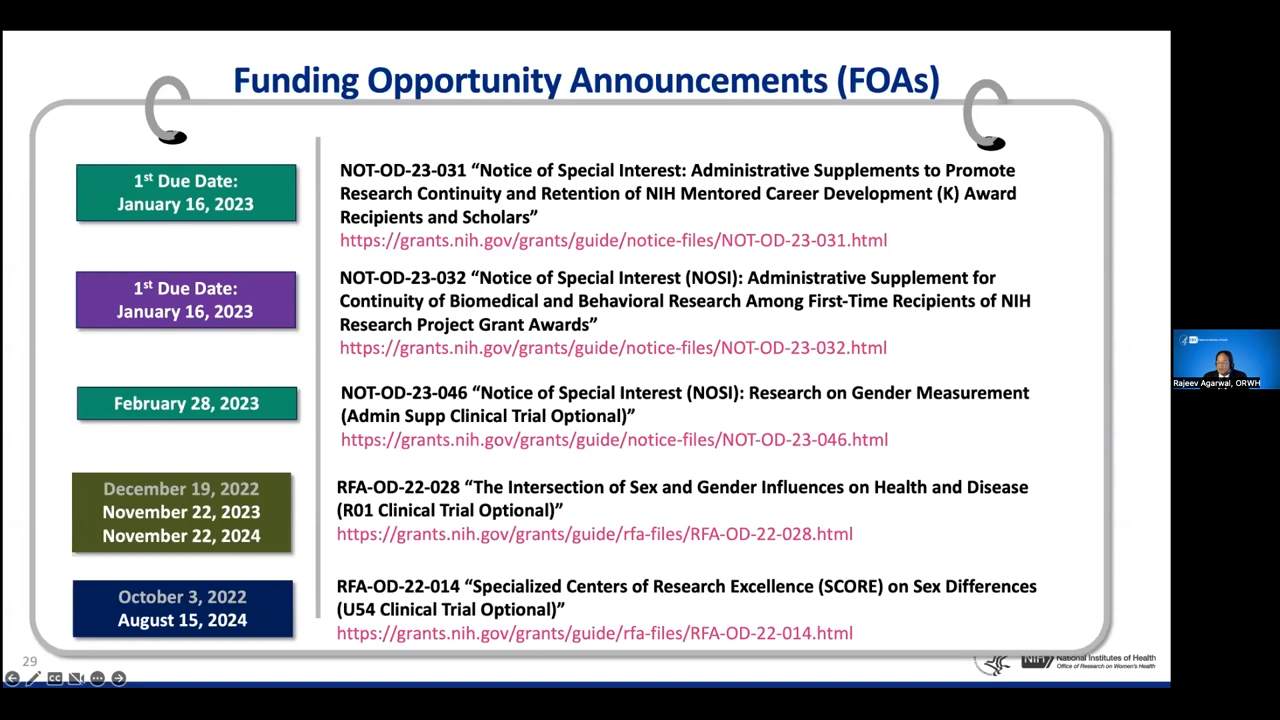 Funding Opportunity Announcements (FOAs)
1st Due Date:
January 16, 2023
NOT-OD-23-031 “Notice of Special Interest: Administrative Supplements to Promote
Research Continuity and Retention of NIH Mentored Career Development (K) Award
Recipients and Scholars”
https://grants.nih.gov/grants/guide/notice-files/NOT-OD-23-031.html
1st Due Date:
January 16, 2023
NOT-OD-23-032 “Notice of Special Interest (NOSI): Administrative Supplement for
Continuity of Biomedical and Behavioral Research Among First-Time Recipients of NIH
Research Project Grant Awards”
https://grants.nih.gov/grants/guide/notice-files/NOT-OD-23-032.html
February 28, 2023
NOT-OD-23-046 “Notice of Special Interest (NOSI): Research on Gender Measurement
(Admin Supp Clinical Trial Optional)”
https://grants.nih.gov/grants/guide/notice-files/NOT-OD-23-046.html
December 19, 2022
November 22, 2023
November 22, 2024
RFA-OD-22-028 “The Intersection of Sex and Gender Influences on Health and Disease
(R01 Clinical Trial Optional)”
https://grants.nih.gov/grants/guide/rfa-files/RFA-OD-22-028.html
October 3, 2022
August 15, 2024
RFA-OD-22-014 “Specialized Centers of Research Excellence (SCORE) on Sex Differences
(U54 Clinical Trial Optional)”
https://grants.nih.gov/grants/guide/rfa-files/RFA-OD-22-014.html
29
CC
NIH
National Institutes of Health
Office of Research on Women's Health
Rajeev Agarwal, ORWH